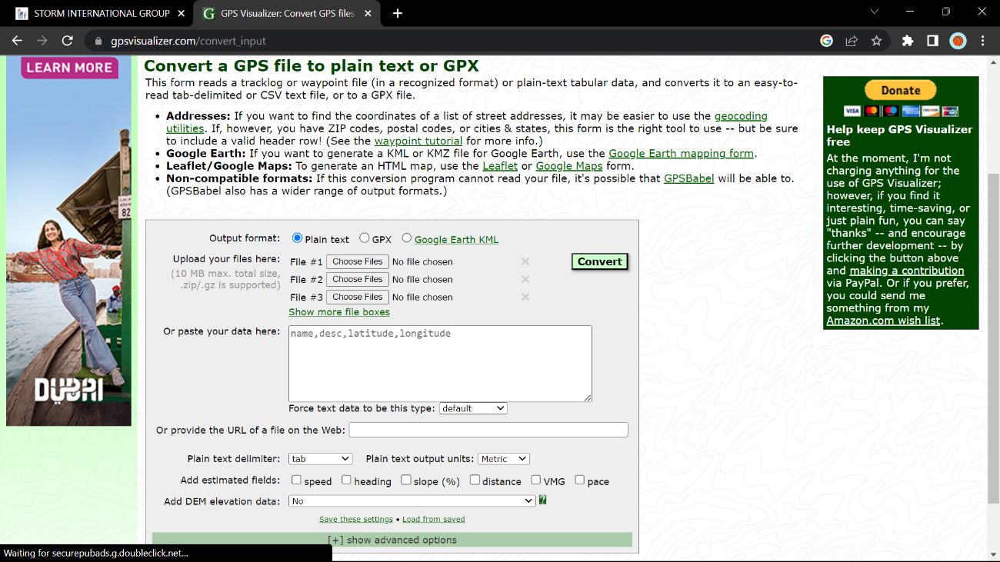 STORM INTERNATIONAL GROUP
GPS Visualizer: Convert GPS files
gpsvisualizer.com/convert_input
LEARN MORE
82
DUBAI
Convert a GPS file to plain text or GPX
This form reads a tracklog or waypoint file (in a recognized format) or plain-text tabular data, and converts it to an easy-to-
read tab-delimited or CSV text file, or to a GPX file.
• Addresses: If you want to find the coordinates of a list of street addresses, it may be easier to use the geocoding
utilities. If, however, you have ZIP codes, postal codes, or cities & states, this form is the right tool to use -- but be sure
to include a valid header row! (See the waypoint tutorial for more info.)
• Google Earth: If you want to generate a KML or KMZ file for Google Earth, use the Google Earth mapping form.
• Leaflet/Google Maps: To generate an HTML map, use the Leaflet or Google Maps form.
• Non-compatible formats: If this conversion program cannot read your file, it's possible that GPSBabel will be able to.
(GPSBabel also has a wider range of output formats.)
Output format: Plain text GPX Google Earth KML
Upload your files here: File #1 Choose Files No file chosen Convert
(10 MB max. total size, File #2 Choose Files No file chosen
.zip/.gz is supported) File #3 Choose Files No file chosen
Show more file boxes
Or paste your data here: name,desc,latitude,longitude
Force text data to be this type: default
Or provide the URL of a file on the Web:
Plain text delimiter: tab Plain text output units: Metric
Add estimated fields: speed heading slope (%) distance VMG pace
Add DEM elevation data: No ?
Save these settings • Load from saved
[+] show advanced options
Donate
VISA
Help keep GPS Visualizer
free
At the moment, I'm not
charging anything for the
use of GPS Visualizer;
however, if you find it
interesting, time-saving, or
just plain fun, you can say
"thanks" -- and encourage
further development -- by
clicking the button above
and making a contribution
via PayPal. Or if you prefer,
you could send me
something from my
Amazon.com wish list.
Waiting for securepubads.g.doubleclick.net...